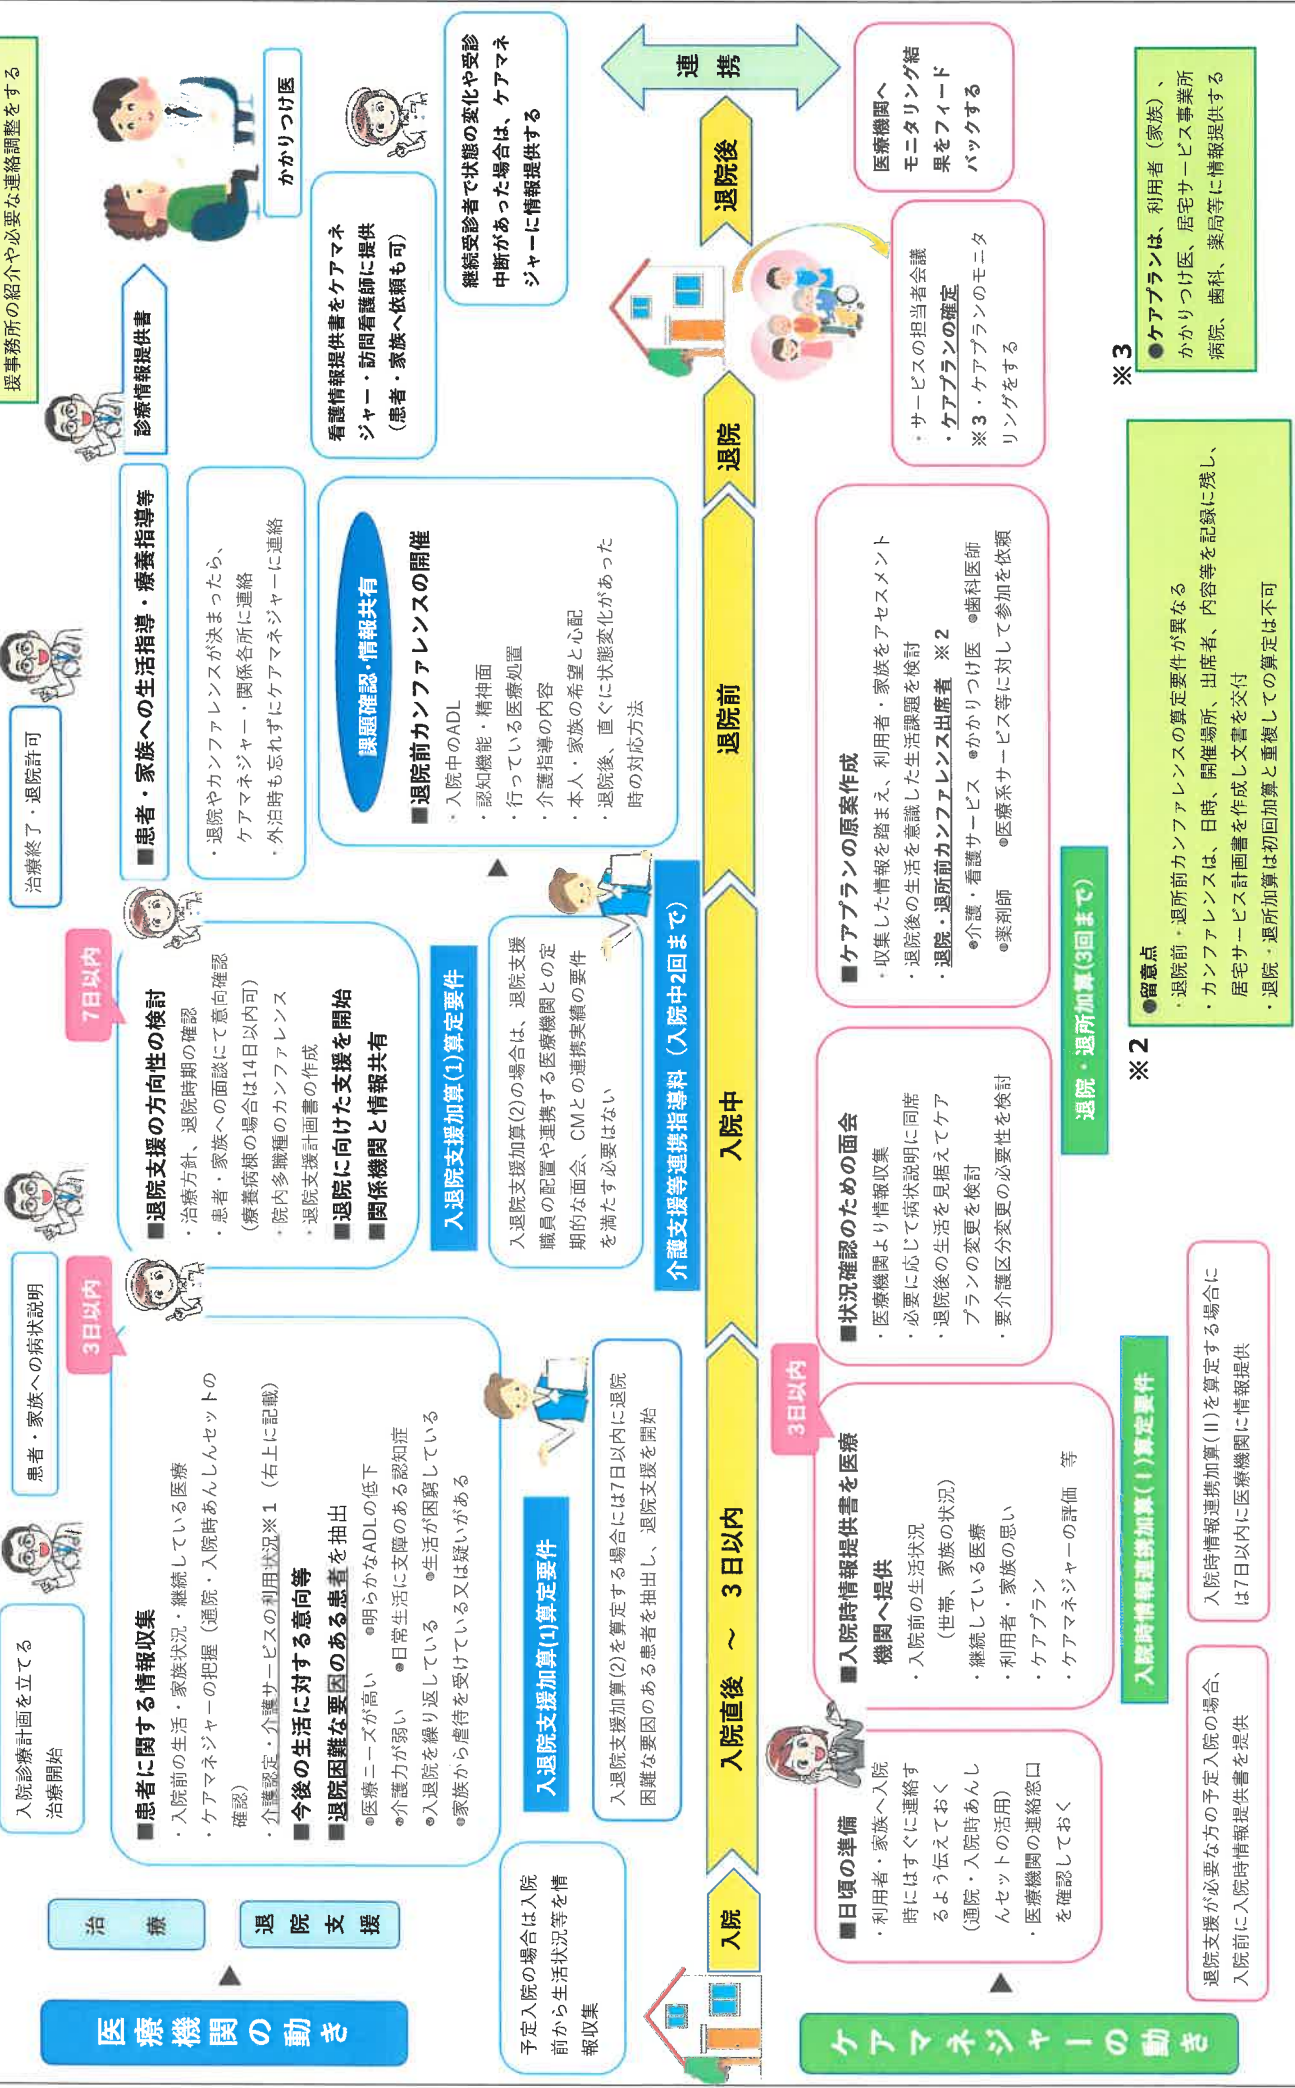 援事務所の紹介や必要な連絡調整をする
医療機関の動き
治療
退院支援
入院診療計画を立てる
治療開始
患者・家族への病状説明
治療終了・退院許可
3日以内
■患者に関する情報収集
・入院前の生活・家族状況・継続している医療
・ケアマネジャーの把握（通院・入院時あんしんセットの
確認）
・介護認定・介護サービスの利用状況※１（右上に記載）
■今後の生活に対する意向等
■退院困難な要因のある患者を抽出
●医療ニーズが高い　●明らかなADLの低下
●介護力が弱い　●日常生活に支障のある認知症
●入退院を繰り返している　●生活が困窮している
●家族から虐待を受けている又は疑いがある
入退院支援加算(1)算定要件
入退院支援加算(2)を算定する場合には7日以内に退院
困難な要因のある患者を抽出し、退院支援を開始
予定入院の場合は入院
前から生活状況等を情
報収集
7日以内
■退院支援の方向性の検討
・治療方針、退院時期の確認
・患者・家族への面談にて意向確認
（療養病棟の場合は14日以内可）
・院内多職種のカンファレンス
・退院支援計画書の作成
■退院に向けた支援を開始
■関係機関と情報共有
入退院支援加算(1)算定要件
入退院支援加算(2)の場合は、退院支援
職員の配置や連携する医療機関との定
期的な面会、CMとの連携実績の要件
を満たす必要はない
介護支援等連携指導料（入院中2回まで）
■患者・家族への生活指導・療養指導等
・退院やカンファレンスが決まったら、
ケアマネジャー・関係各所に連絡
・外泊時も忘れずにケアマネジャーに連絡
課題確認・情報共有
■退院前カンファレンスの開催
・入院中のADL
・認知機能・精神面
・行っている医療処置
・介護指導の内容
・本人・家族の希望と心配
・退院後、直ぐに状態変化があった
時の対応方法
診療情報提供書
かかりつけ医
看護情報提供書をケアマネ
ジャー・訪問看護師に提供
（患者・家族へ依頼も可）
継続受診者で状態の変化や受診
中断があった場合は、ケアマネ
ジャーに情報提供する
連携
入院
入院直後　～　3日以内
入院中
退院前
退院
退院後
ケアマネジャーの動き
■日頃の準備
・利用者・家族へ入院
時にはすぐに連絡す
るよう伝えておく
（通院・入院時あんし
んセットの活用）
・医療機関の連絡窓口
を確認しておく
3日以内
■入院時情報提供書を医療
機関へ提供
・入院前の生活状況
（世帯、家族の状況）
・継続している医療
・利用者・家族の思い
・ケアプラン
・ケアマネジャーの評価　等
入院時情報連携加算(Ⅰ)算定要件
退院支援が必要な方の予定入院の場合、
入院前に入院時情報提供書を提供
入院時情報連携加算(Ⅱ)を算定する場合に
は7日以内に医療機関に情報提供
■状況確認のための面会
・医療機関より情報収集
・必要に応じて病状説明に同席
・退院後の生活を見据えてケア
プランの変更を検討
・要介護区分変更の必要性を検討
■ケアプランの原案作成
・収集した情報を踏まえ、利用者・家族をアセスメント
・退院後の生活を意識した生活課題を検討
・退院・退所前カンファレンス出席者　※２
●介護・看護サービス　●かかりつけ医　●歯科医師
●薬剤師　●医療系サービス等に対して参加を依頼
退院・退所加算(3回まで)
・サービスの担当者会議
・ケアプランの確定
※３・ケアプランのモニタ
リングをする
医療機関へ
モニタリング結
果をフィード
バックする
※２
●留意点
・退院前・退所前カンファレンスの算定要件が異なる
・カンファレンスは、日時、開催場所、出席者、内容等を記録に残し、
居宅サービス計画書を作成し文書を交付
・退院・退所加算は初回加算と重複しての算定は不可
※３
●ケアプランは、利用者（家族）、
かかりつけ医、居宅サービス事業所
病院、歯科、薬局等に情報提供する